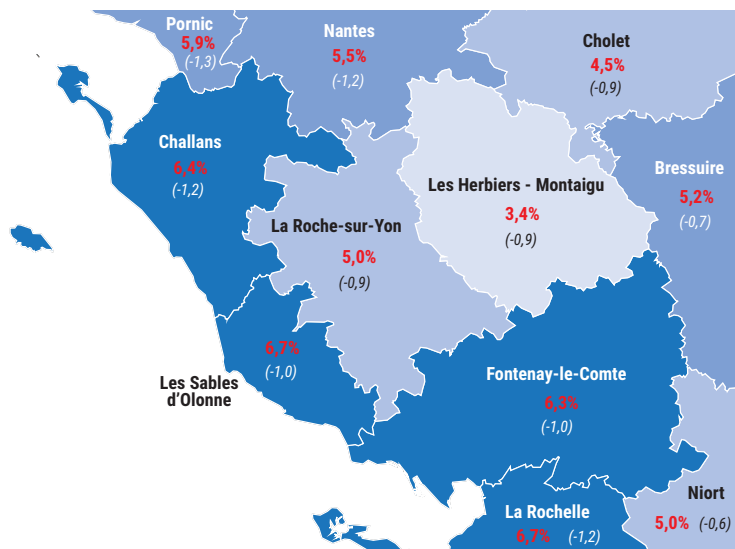 Pornic
5,9%
(-1,3)
Nantes
5,5%
(-1,2)
Cholet
4,5%
(-0,9)
Challans
6,4%
(-1,2)
Les Herbiers - Montaigu
3,4%
(-0,9)
Bressuire
5,2%
(-0,7)
La Roche-sur-Yon
5,0%
(-0,9)
6,7%
(-1,0)
Les Sables
d’Olonne
Fontenay-le-Comte
6,3%
(-1,0)
La Rochelle
6,7% (-1,2)
Niort
5,0% (-0,6)